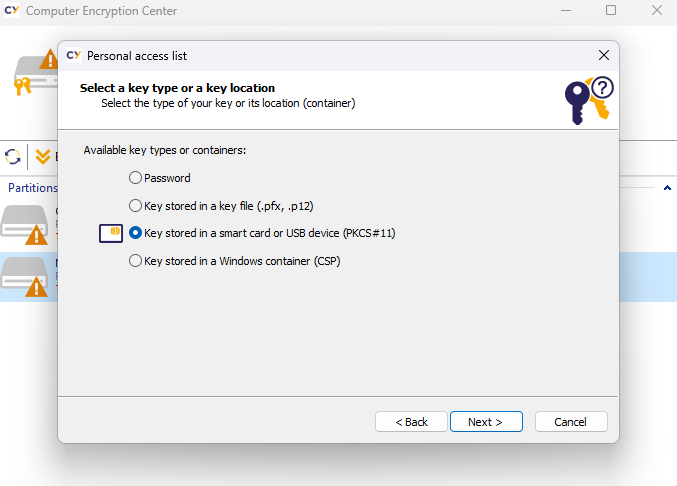 CY Computer Encryption Center
CY Personal access list
Select a key type or a key location
Select the type of your key or its location (container)
Available key types or containers:
Password
Key stored in a key file (.pfx, .p12)
Key stored in a smart card or USB device (PKCS#11)
Key stored in a Windows container (CSP)
Partitions
< Back
Next >
Cancel